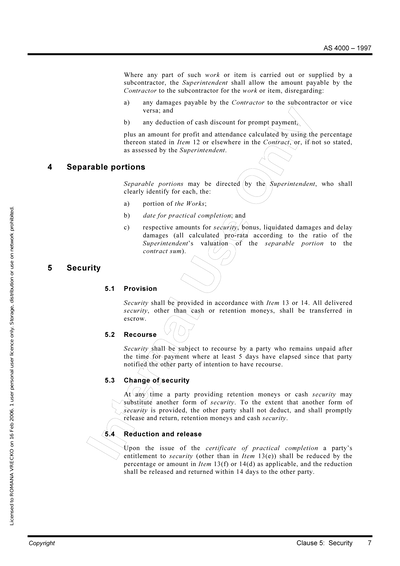 AS 4000 – 1997
Where any part of such work or item is carried out or supplied by a
subcontractor, the Superintendent shall allow the amount payable by the
Contractor to the subcontractor for the work or item, disregarding:
a) any damages payable by the Contractor to the subcontractor or vice
versa; and
b) any deduction of cash discount for prompt payment,
plus an amount for profit and attendance calculated by using the percentage
thereon stated in Item 12 or elsewhere in the Contract, or, if not so stated,
as assessed by the Superintendent.
4 Separable portions
Separable portions may be directed by the Superintendent, who shall
clearly identify for each, the:
a) portion of the Works;
b) date for practical completion; and
c) respective amounts for security, bonus, liquidated damages and delay
damages (all calculated pro-rata according to the ratio of the
Superintendent's valuation of the separable portion to the
contract sum).
5 Security
5.1 Provision
Security shall be provided in accordance with Item 13 or 14. All delivered
security, other than cash or retention moneys, shall be transferred in
escrow.
5.2 Recourse
Security shall be subject to recourse by a party who remains unpaid after
the time for payment where at least 5 days have elapsed since that party
notified the other party of intention to have recourse.
5.3 Change of security
At any time a party providing retention moneys or cash security may
substitute another form of security. To the extent that another form of
security is provided, the other party shall not deduct, and shall promptly
release and return, retention moneys and cash security.
5.4 Reduction and release
Upon the issue of the certificate of practical completion a party's
entitlement to security (other than in Item 13(e)) shall be reduced by the
percentage or amount in Item 13(f) or 14(d) as applicable, and the reduction
shall be released and returned within 14 days to the other party.
Copyright Clause 5: Security 7
Licensed to ROMANA VRECKO on 16 Feb 2006. 1 user personal user licence only. Storage, distribution or use on network prohibited.
Internal Use Only